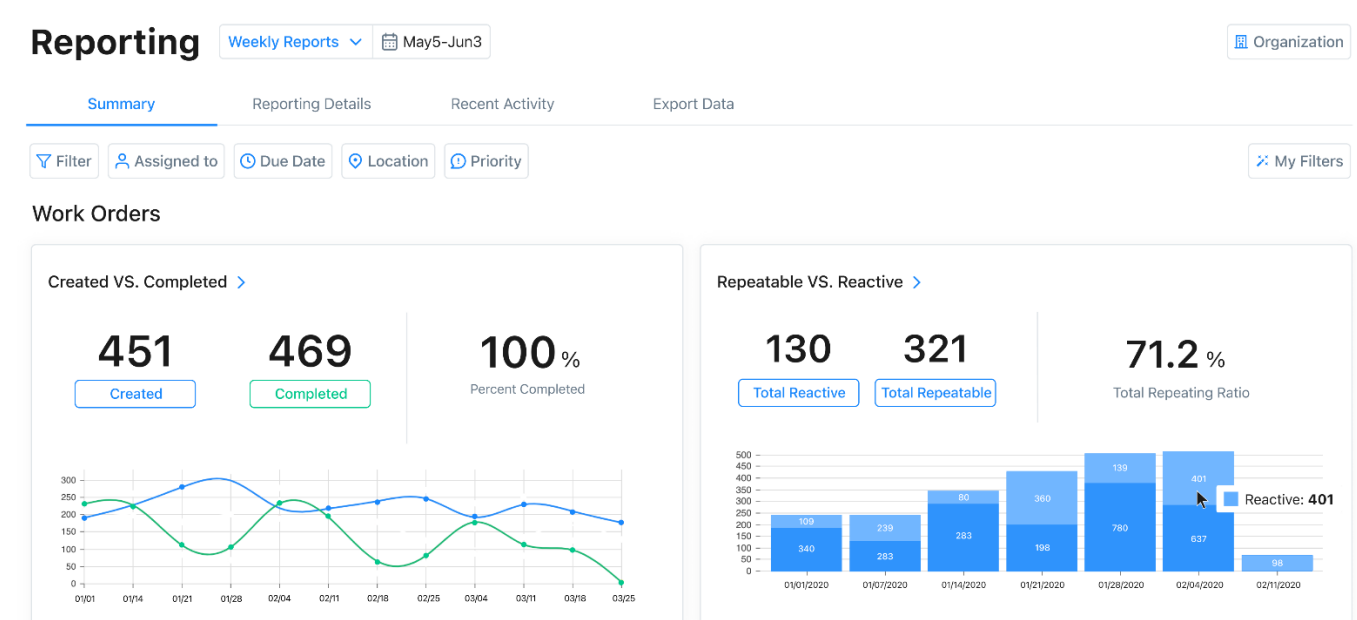 Reporting
Weekly Reports
May5-Jun3
Organization
Summary
Reporting Details
Recent Activity
Export Data
Filter
Assigned to
Due Date
Location
Priority
My Filters
Work Orders
Created VS. Completed
451
469
100 %
Created
Completed
Percent Completed
300
250
200
150
100
50
0
01/01
01/14
01/21
01/28
02/04
02/11
02/18
02/25
03/04
03/11
03/18
03/25
Repeatable VS. Reactive
130
321
71.2 %
Total Reactive
Total Repeatable
Total Repeating Ratio
500
450
400
350
300
250
200
150
100
50
0
109
340
239
283
80
283
360
198
139
780
401
637
98
Reactive: 401
01/01/2020
01/07/2020
01/14/2020
01/21/2020
01/28/2020
02/04/2020
02/11/2020